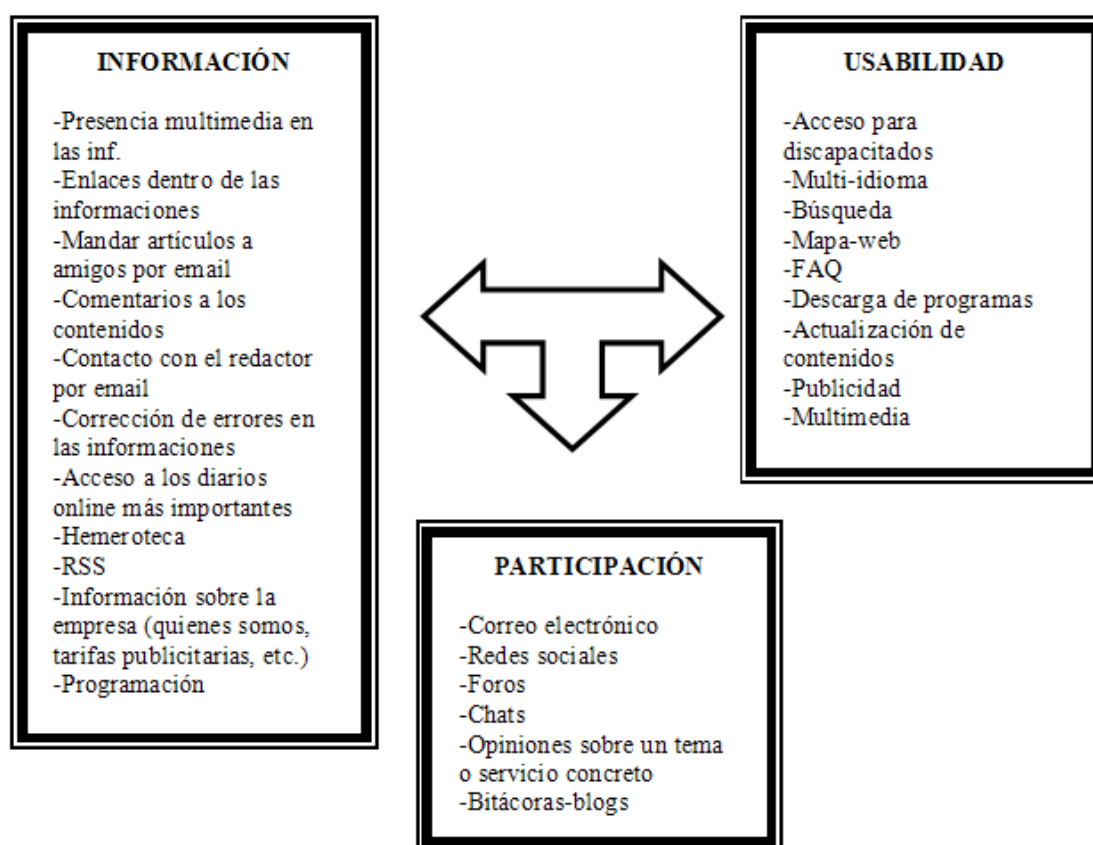 INFORMACIÓN
-Presencia multimedia en
las inf.
-Enlaces dentro de las
informaciones
-Mandar artículos a
amigos por email
-Comentarios a los
contenidos
-Contacto con el redactor
por email
-Corrección de errores en
las informaciones
-Acceso a los diarios
online más importantes
-Hemeroteca
-RSS
-Información sobre la
empresa (quienes somos,
tarifas publicitarias, etc.)
-Programación
USABILIDAD
-Acceso para
discapacitados
-Multi-idioma
-Búsqueda
-Mapa-web
-FAQ
-Descarga de programas
-Actualización de
contenidos
-Publicidad
-Multimedia
PARTICIPACIÓN
-Correo electrónico
-Redes sociales
-Foros
-Chats
-Opiniones sobre un tema
o servicio concreto
-Bitácoras-blogs